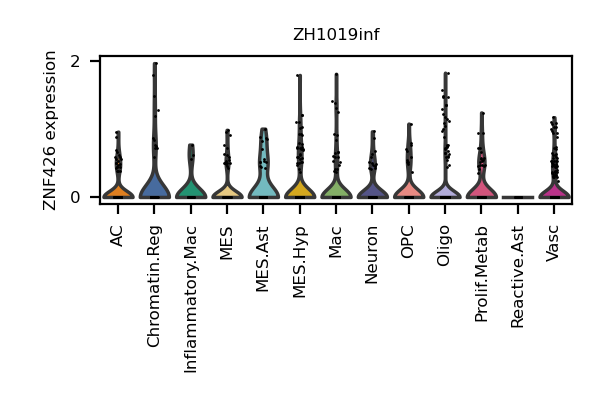 ZH1019inf
ZNF426 expression
2
0
AC
Chromatin.Reg
Inflammatory.Mac
MES
MES.Ast
MES.Hyp
Mac
Neuron
OPC
Oligo
Prolif.Metab
Reactive.Ast
Vasc